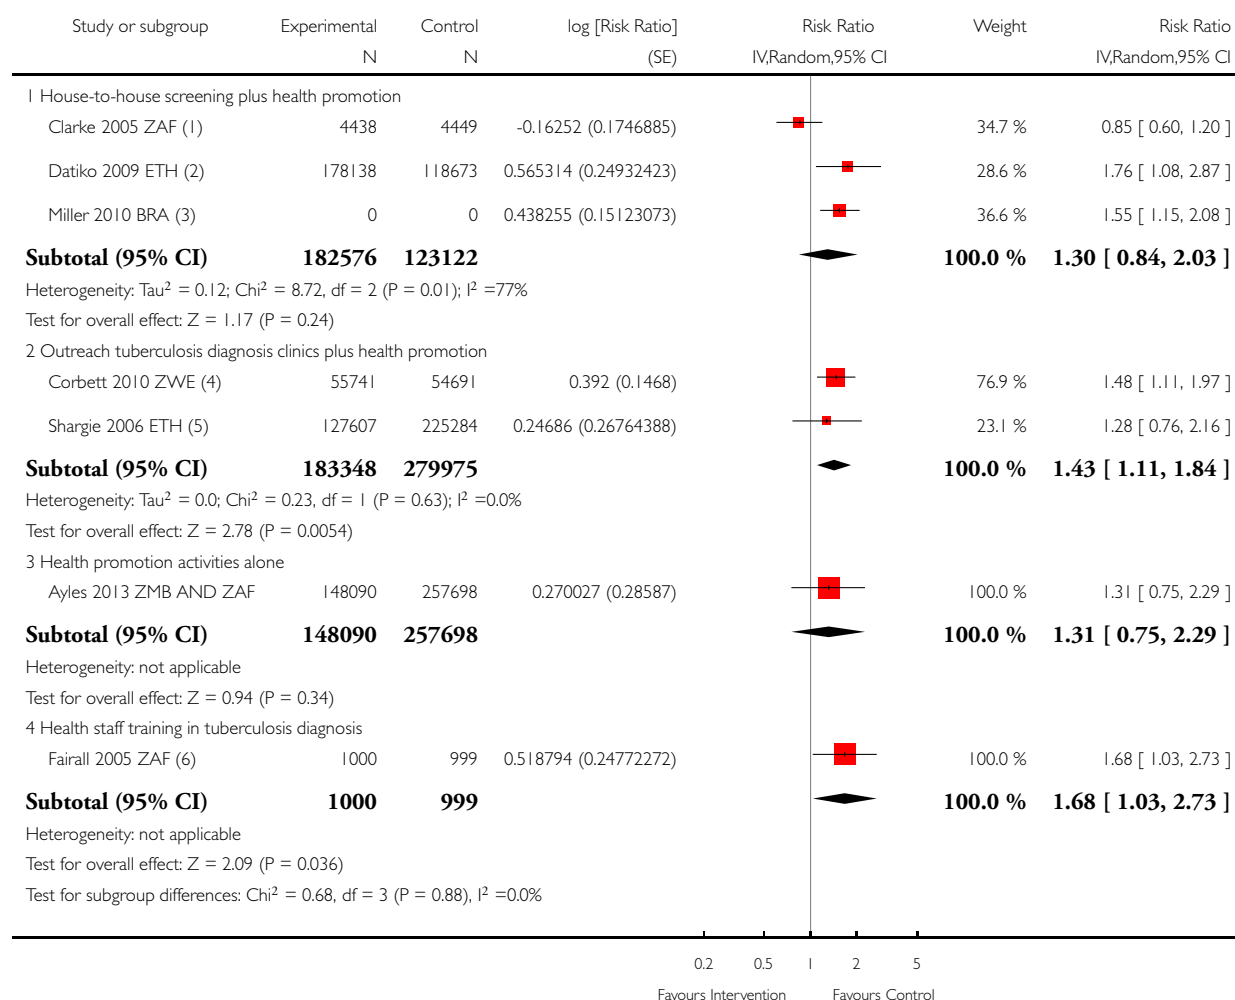 Study or subgroup Experimental Control log [Risk Ratio] Risk Ratio Weight Risk Ratio
N N (SE) IV,Random,95% CI IV,Random,95% CI
1 House-to-house screening plus health promotion
Clarke 2005 ZAF (1) 4438 4449 -0.16252 (0.1746885) 34.7 % 0.85 [ 0.60, 1.20 ]
Datiko 2009 ETH (2) 178138 118673 0.565314 (0.24932423) 28.6 % 1.76 [ 1.08, 2.87 ]
Miller 2010 BRA (3) 0 0 0.438255 (0.15123073) 36.6 % 1.55 [ 1.15, 2.08 ]
Subtotal (95% CI) 182576 123122 100.0 % 1.30 [ 0.84, 2.03 ]
Heterogeneity: Tau² = 0.12; Chi² = 8.72, df = 2 (P = 0.01); I² =77%
Test for overall effect: Z = 1.17 (P = 0.24)
2 Outreach tuberculosis diagnosis clinics plus health promotion
Corbett 2010 ZWE (4) 55741 54691 0.392 (0.1468) 76.9 % 1.48 [ 1.11, 1.97 ]
Shargie 2006 ETH (5) 127607 225284 0.24686 (0.26764388) 23.1 % 1.28 [ 0.76, 2.16 ]
Subtotal (95% CI) 183348 279975 100.0 % 1.43 [ 1.11, 1.84 ]
Heterogeneity: Tau² = 0.0; Chi² = 0.23, df = 1 (P = 0.63); I² =0.0%
Test for overall effect: Z = 2.78 (P = 0.0054)
3 Health promotion activities alone
Ayles 2013 ZMB AND ZAF 148090 257698 0.270027 (0.28587) 100.0 % 1.31 [ 0.75, 2.29 ]
Subtotal (95% CI) 148090 257698 100.0 % 1.31 [ 0.75, 2.29 ]
Heterogeneity: not applicable
Test for overall effect: Z = 0.94 (P = 0.34)
4 Health staff training in tuberculosis diagnosis
Fairall 2005 ZAF (6) 1000 999 0.518794 (0.24772272) 100.0 % 1.68 [ 1.03, 2.73 ]
Subtotal (95% CI) 1000 999 100.0 % 1.68 [ 1.03, 2.73 ]
Heterogeneity: not applicable
Test for overall effect: Z = 2.09 (P = 0.036)
Test for subgroup differences: Chi² = 0.68, df = 3 (P = 0.88), I² =0.0%
0.2 0.5 1 2 5
Favours Intervention Favours Control